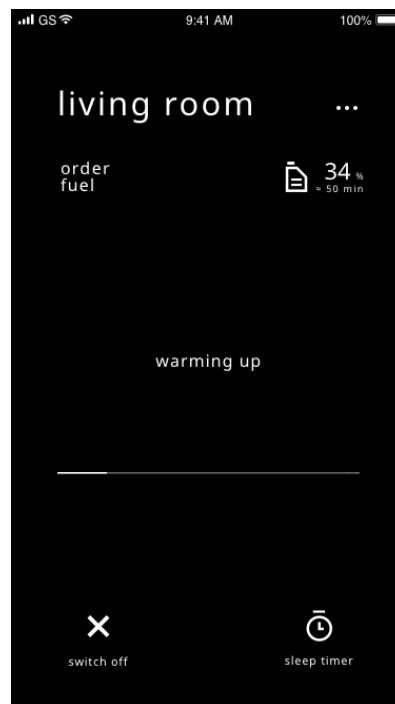 GS 9:41 AM 100%
living room ...
order
fuel
34 %
≈ 50 min
warming up
switch off sleep timer